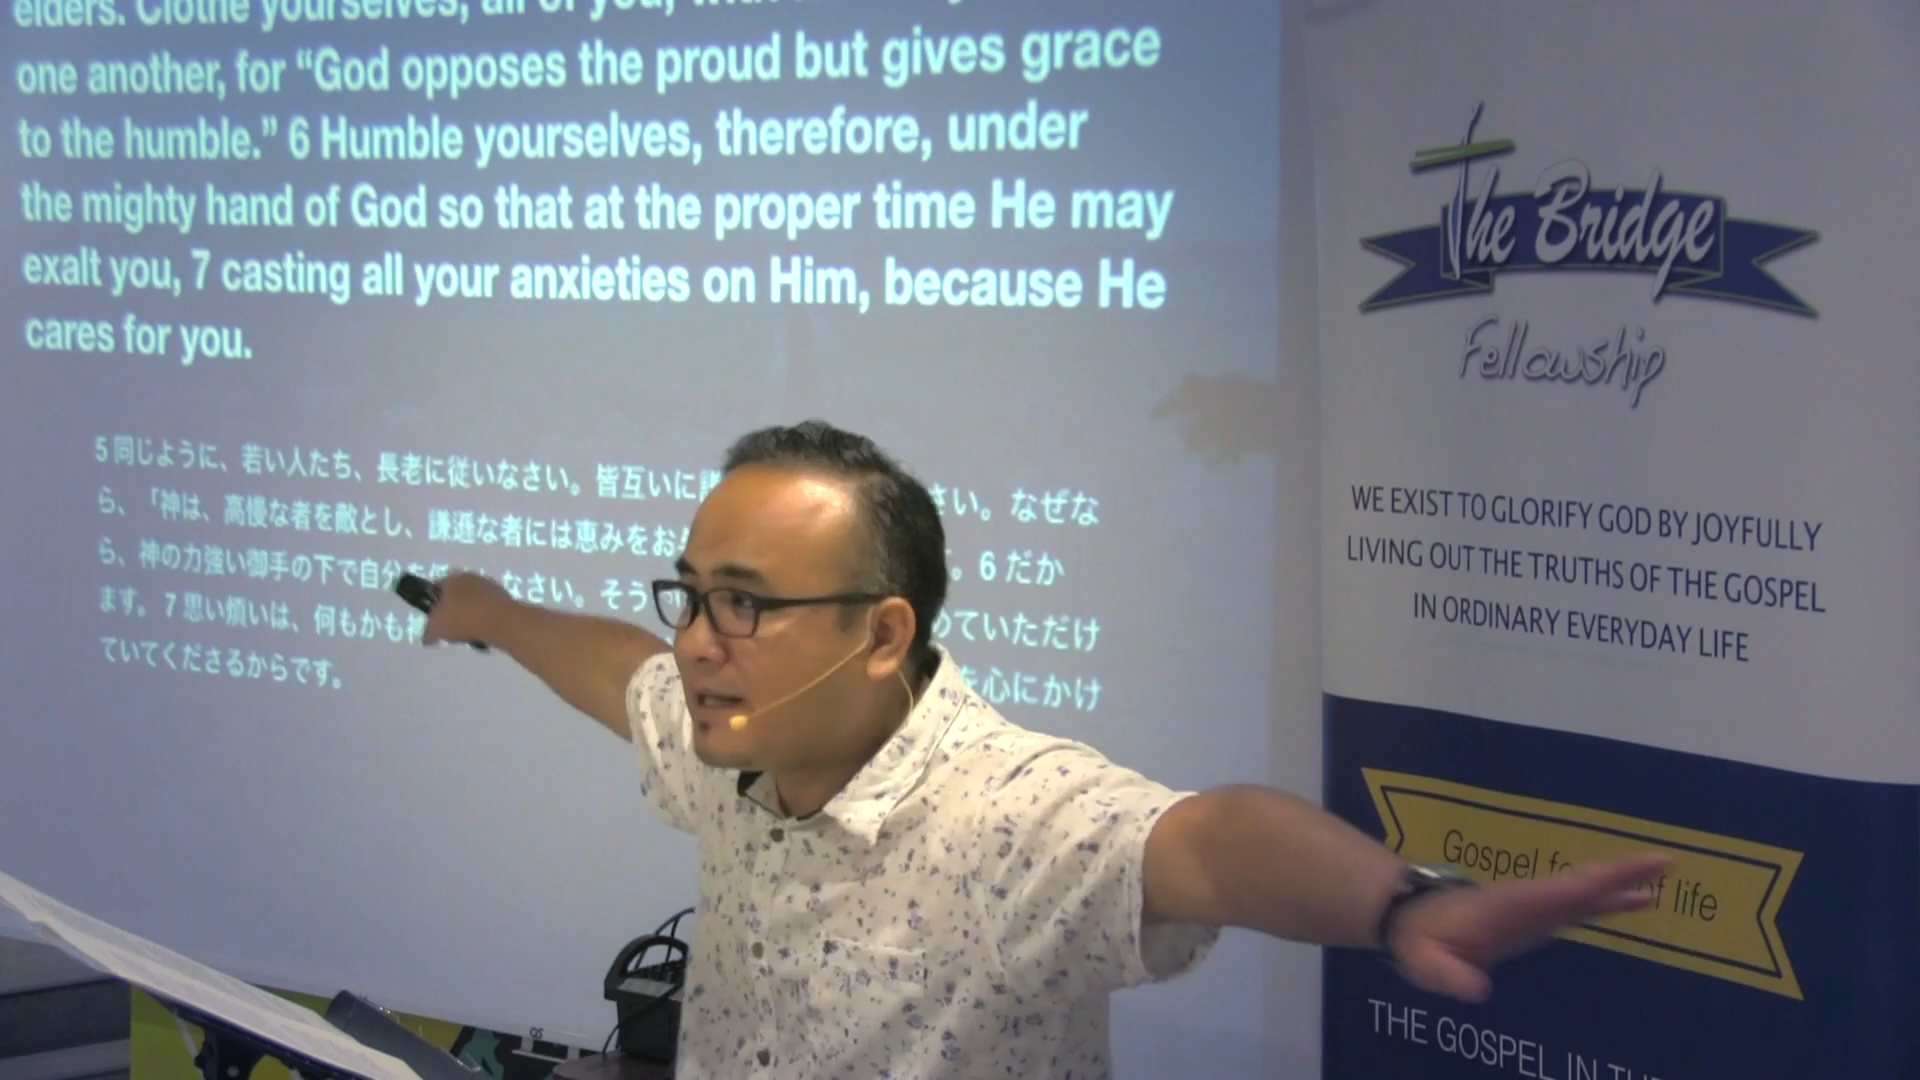 elders. Clothe yourselves, all of you, with
one another, for “God opposes the proud but gives grace
to the humble.” 6 Humble yourselves, therefore, under
the mighty hand of God so that at the proper time He may
exalt you, 7 casting all your anxieties on Him, because He
cares for you.
5 同じように、若い人たち、長老に従いなさい。皆互いに さい。なぜな
ら、「神は、高慢な者を敵とし、謙遜な者には恵みをお 。6 だか
ら、神の力強い御手の下で自分 なさい。そう
ます。7 思い煩いは、何もかも めていただけ
ていてくださるからです。 を心にかけ
The Bridge
Fellowship
WE EXIST TO GLORIFY GOD BY JOYFULLY
LIVING OUT THE TRUTHS OF THE GOSPEL
IN ORDINARY EVERYDAY LIFE
Gospel of life
THE GOSPEL IN